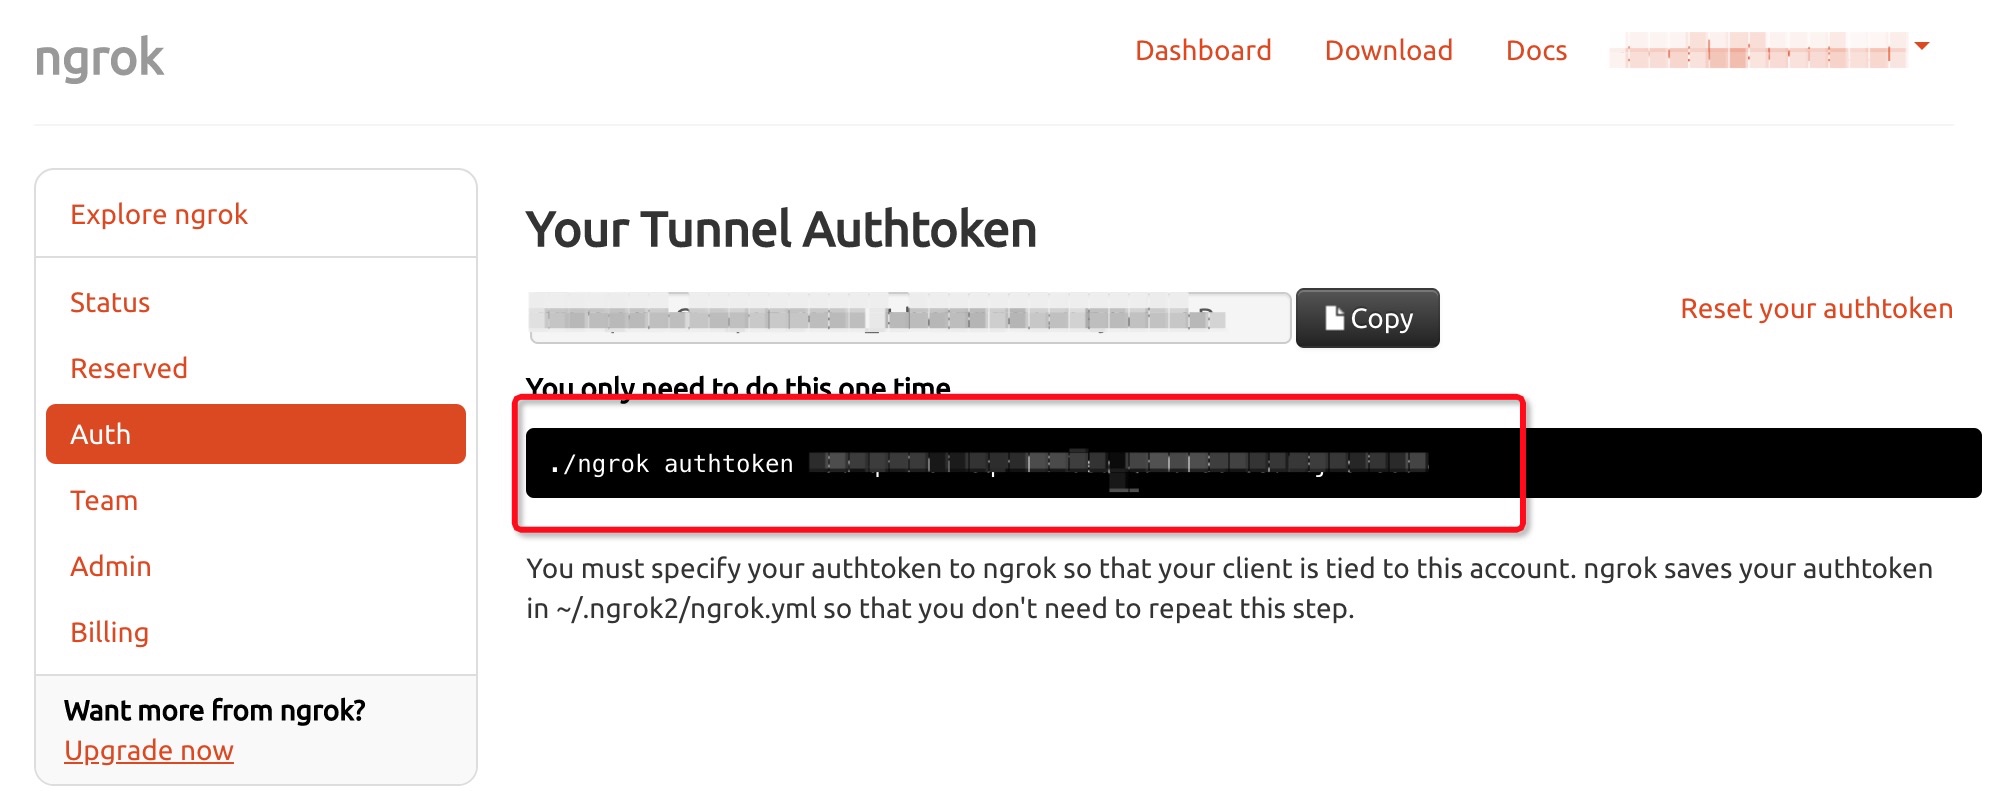 ngrok
Dashboard Download Docs
Explore ngrok
Status
Reserved
Auth
Team
Admin
Billing
Want more from ngrok?
Upgrade now
Your Tunnel Authtoken
Copy
Reset your authtoken
You only need to do this one time
./ngrok authtoken
You must specify your authtoken to ngrok so that your client is tied to this account. ngrok saves your authtoken
in ~/.ngrok2/ngrok.yml so that you don't need to repeat this step.